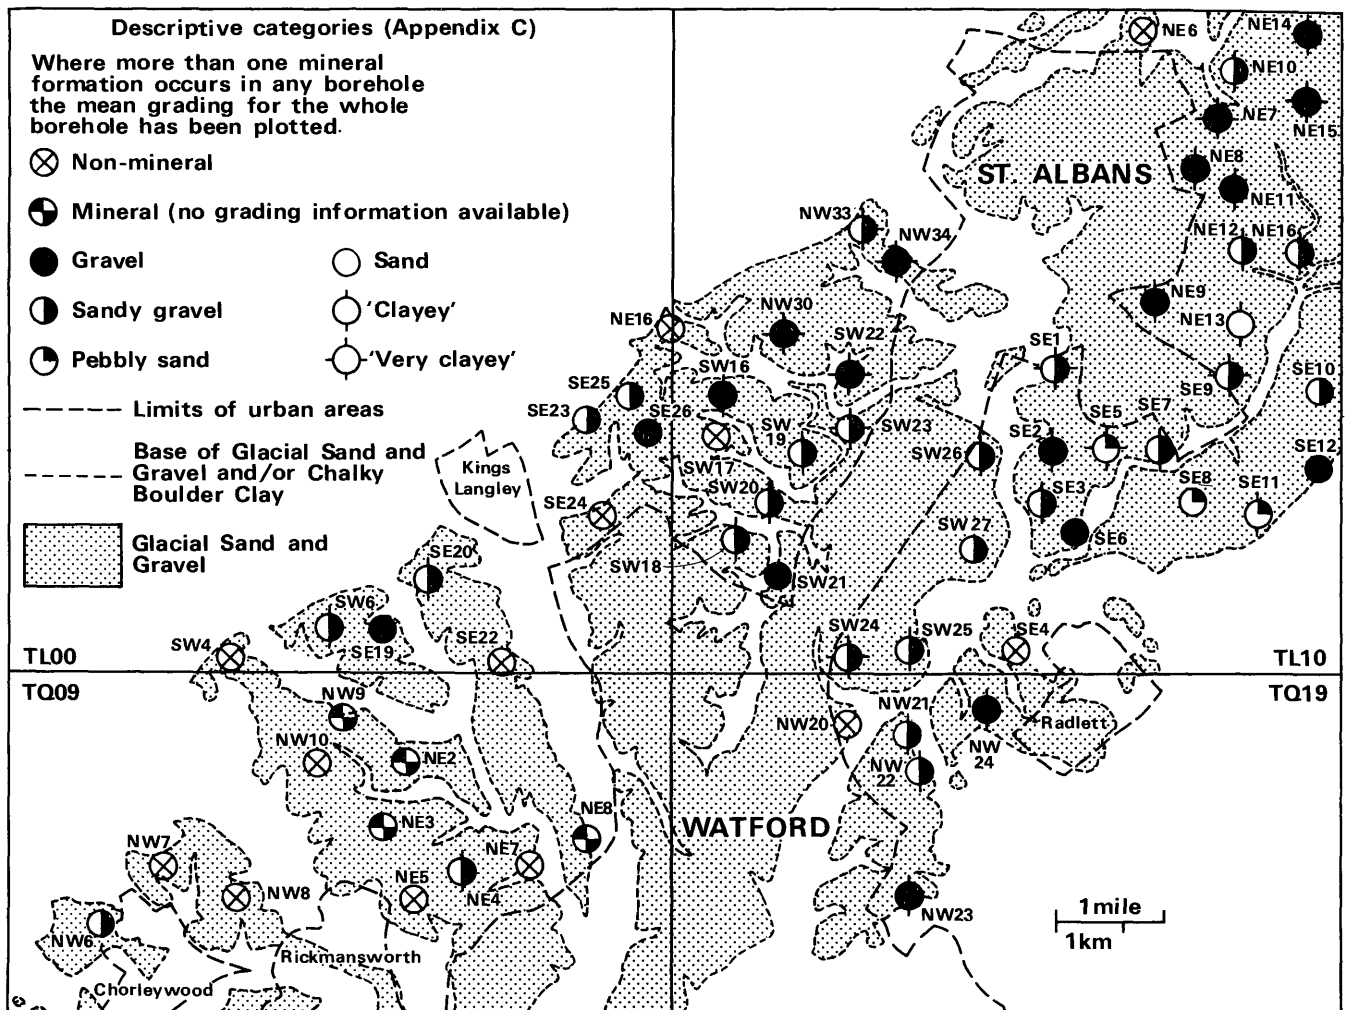 Descriptive categories (Appendix C)
Where more than one mineral
formation occurs in any borehole
the mean grading for the whole
borehole has been plotted.
Non-mineral
Mineral (no grading information available)
Gravel
Sand
Sandy gravel
'Clayey'
Pebbly sand
'Very clayey'
Limits of urban areas
Base of Glacial Sand and
Gravel and/or Chalky
Boulder Clay
Glacial Sand and
Gravel
TL00
TQ09
TL10
TQ19
NE6
NE14
NE10
NE7
NE15
NE8
ST. ALBANS
NE11
NW33
NW34
NE12
NE16
NE9
NE13
NE16
NW30
SW22
SE1
SE10
SE9
SW16
SE25
SE23
SE26
SW
19
SW23
SE2
SE5
SE7
SE12
SW26
SW17
Kings
Langley
SW20
SE3
SE8
SE11
SE24
SW27
SE6
SW18
SW21
SE20
SW6
SE19
SE22
SW4
SW24
SW25
SE4
NW9
NW20
NW21
Radlett
NW
24
NW10
NE2
NW
22
NE3
NE8
WATFORD
NW7
NE7
NE5
NE4
NW8
NW6
NW23
1mile
1km
Rickmansworth
Chorleywood